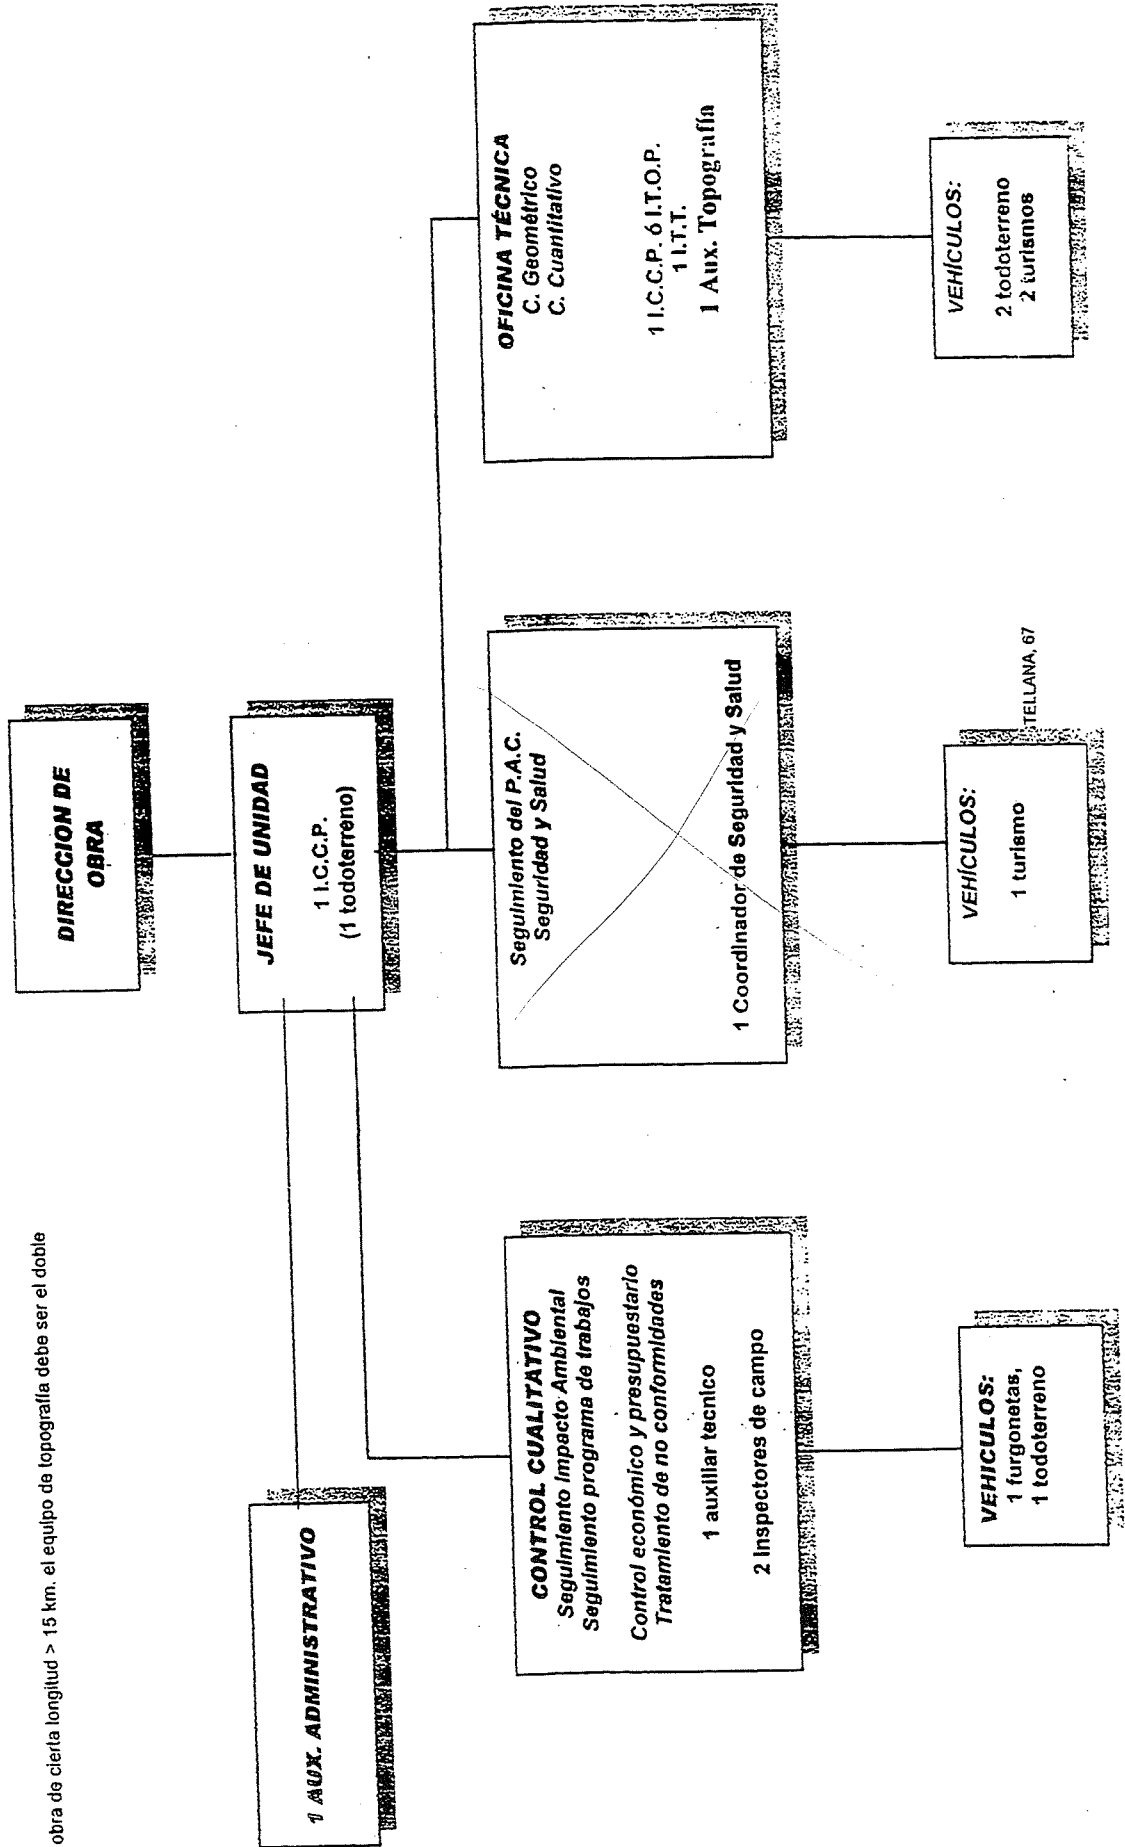 obra de cierta longitud > 15 km. el equipo de topografía debe ser el doble
DIRECCION DE
OBRA
JEFE DE UNIDAD
1 I.C.C.P.
(1 todoterreno)
1 AUX. ADMINISTRATIVO
CONTROL CUALITATIVO
Seguimiento Impacto Ambiental
Seguimiento programa de trabajos
Control económico y presupuestario
Tratamiento de no conformidades
1 auxiliar tecnico
2 Inspectores de campo
VEHICULOS:
1 furgonetas,
1 todoterreno
Seguimiento del P.A.C.
Seguridad y Salud
1 Coordinador de Seguridad y Salud
VEHÍCULOS:
1 turismo
TELLANA, 67
OFICINA TÉCNICA
C. Geométrico
C. Cuantitativo
1 I.C.C.P. ó I.T.O.P.
1 I.T.T.
1 Aux. Topografía
VEHÍCULOS:
2 todoterreno
2 turismos